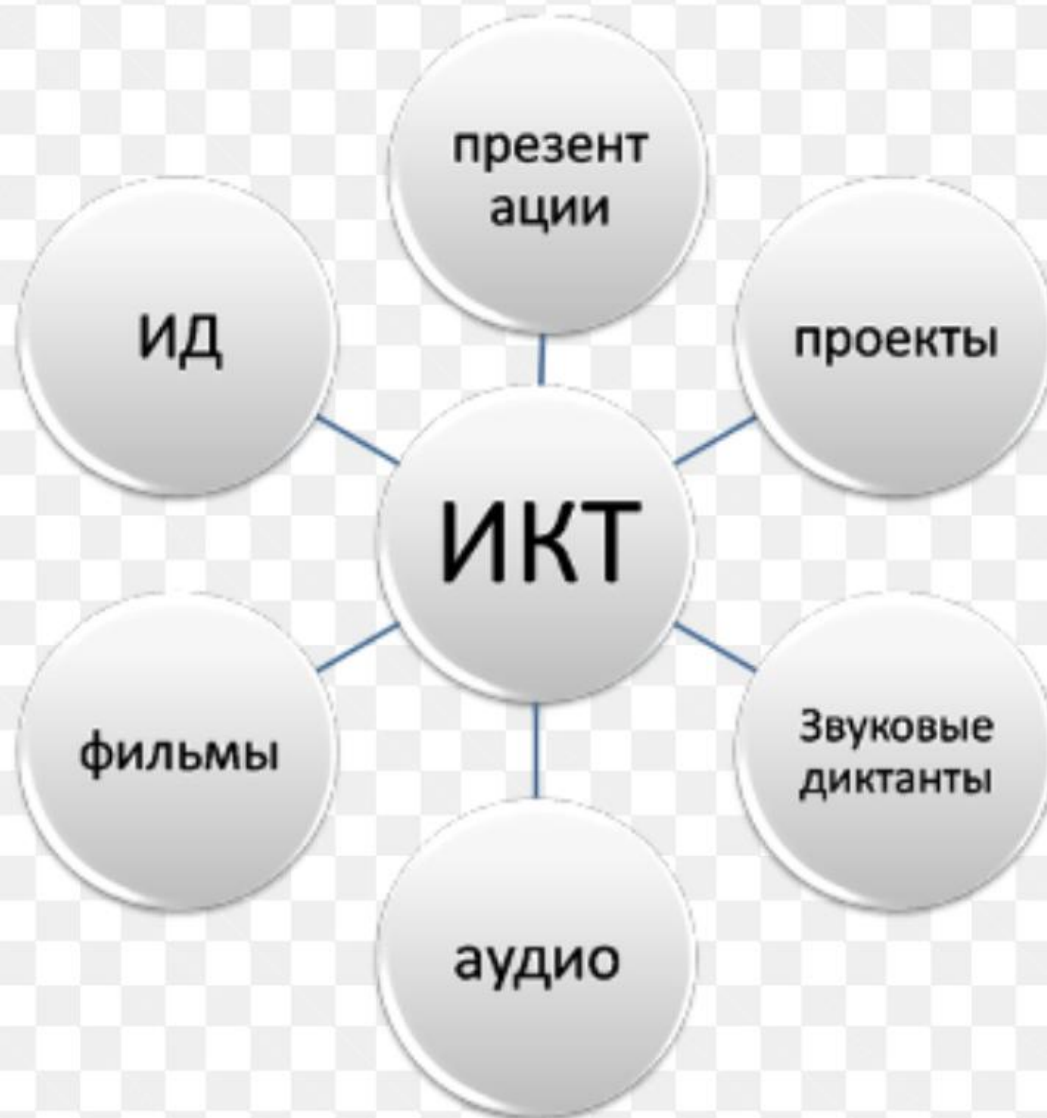 презент
ации
ИД
проекты
ИКТ
фильмы
Звуковые
диктанты
аудио